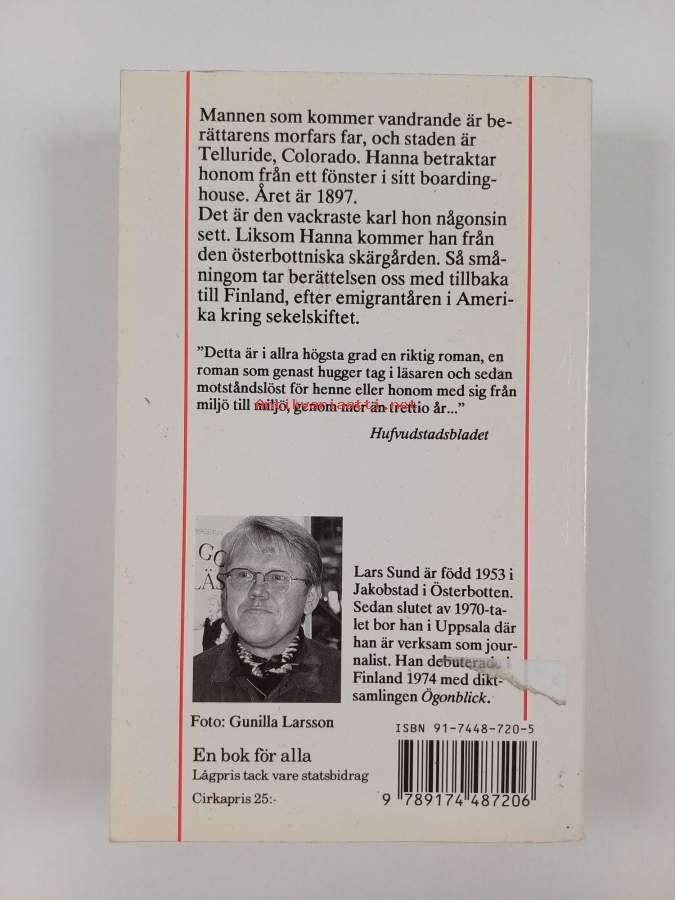 Mannen som kommer vandrande är be-
rättarens morfars far, och staden är
Telluride, Colorado. Hanna betraktar
honom från ett fönster i sitt boarding-
house. Året är 1897.
Det är den vackraste karl hon någonsin
sett. Liksom Hanna kommer han från
den österbottniska skärgården. Så små-
ningom tar berättelsen oss med tillbaka
till Finland, efter emigrantåren i Ameri-
ka kring sekelskiftet.
"Detta är i allra högsta grad en riktig roman, en
roman som genast hugger tag i läsaren och sedan
motståndslöst för henne eller honom med sig från
miljö till miljö, genom mer än trettio år..."
Hufvudstadsbladet
GO
LÄS
Lars Sund är född 1953 i
Jakobstad i Österbotten.
Sedan slutet av 1970-ta-
let bor han i Uppsala där
han är verksam som jour-
nalist. Han debuterade i
Finland 1974 med dikt-
samlingen Ögonblick.
Foto: Gunilla Larsson
En bok för alla
Lågpris tack vare statsbidrag
Cirkapris 25:-
ISBN 91-7448-720-5
9 789174 487206